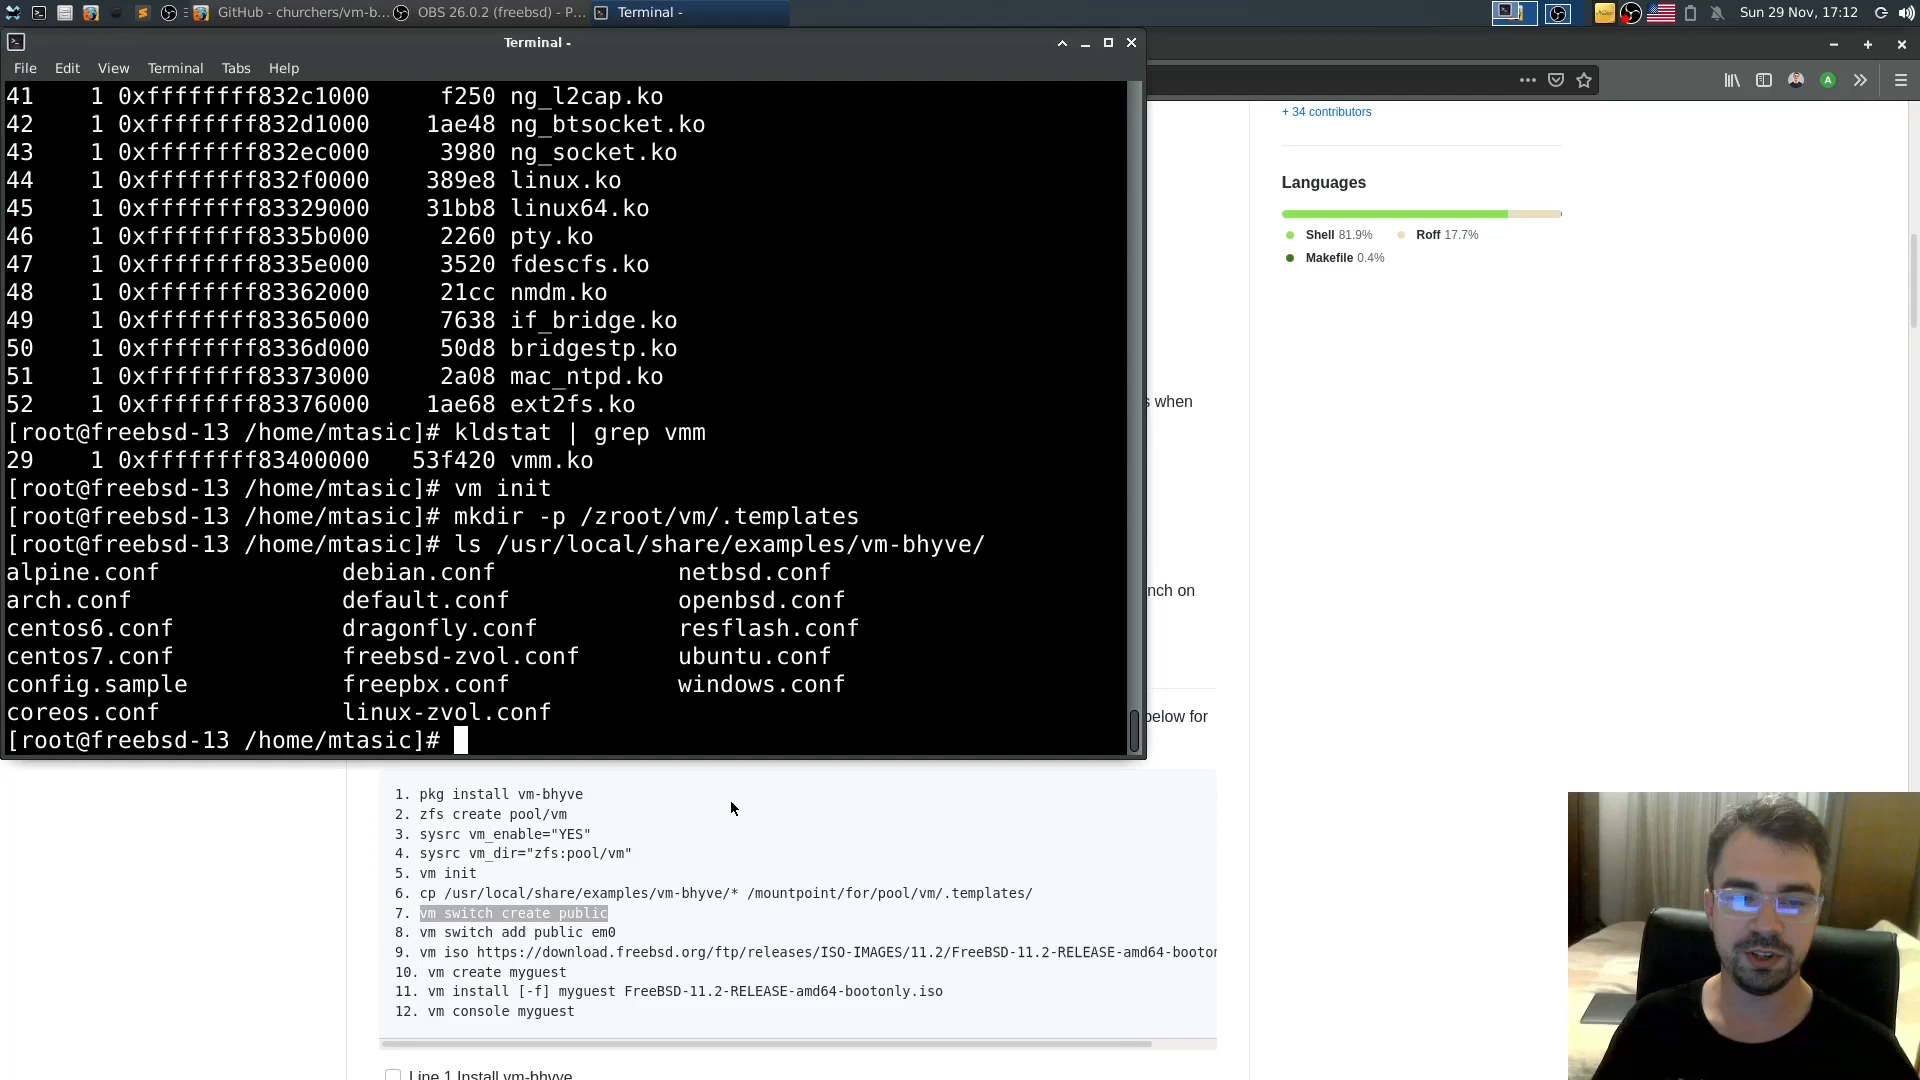 GitHub - churchers/vm-b... OBS 26.0.2 (freebsd) - P... Terminal - Sun 29 Nov, 17:12
Terminal -
File Edit View Terminal Tabs Help
41 1 0xffffffff832c1000 f250 ng_l2cap.ko
42 1 0xffffffff832d1000 1ae48 ng_btsocket.ko
43 1 0xffffffff832ec000 3980 ng_socket.ko
44 1 0xffffffff832f0000 389e8 linux.ko
45 1 0xffffffff83329000 31bb8 linux64.ko
46 1 0xffffffff8335b000 2260 pty.ko
47 1 0xffffffff8335e000 3520 fdescfs.ko
48 1 0xffffffff83362000 21cc nmdm.ko
49 1 0xffffffff83365000 7638 if_bridge.ko
50 1 0xffffffff8336d000 50d8 bridgestp.ko
51 1 0xffffffff83373000 2a08 mac_ntpd.ko
52 1 0xffffffff83376000 1ae68 ext2fs.ko
[root@freebsd-13 /home/mtasic]# kldstat | grep vmm
29 1 0xffffffff83400000 53f420 vmm.ko
[root@freebsd-13 /home/mtasic]# vm init
[root@freebsd-13 /home/mtasic]# mkdir -p /zroot/vm/.templates
[root@freebsd-13 /home/mtasic]# ls /usr/local/share/examples/vm-bhyve/
alpine.conf debian.conf netbsd.conf
arch.conf default.conf openbsd.conf
centos6.conf dragonfly.conf resflash.conf
centos7.conf freebsd-zvol.conf ubuntu.conf
config.sample freepbx.conf windows.conf
coreos.conf linux-zvol.conf
[root@freebsd-13 /home/mtasic]#
+ 34 contributors
Languages
Shell 81.9% Roff 17.7%
Makefile 0.4%
s when
nch on
below for
1. pkg install vm-bhyve
2. zfs create pool/vm
3. sysrc vm_enable="YES"
4. sysrc vm_dir="zfs:pool/vm"
5. vm init
6. cp /usr/local/share/examples/vm-bhyve/* /mountpoint/for/pool/vm/.templates/
7. vm switch create public
8. vm switch add public em0
9. vm iso https://download.freebsd.org/ftp/releases/ISO-IMAGES/11.2/FreeBSD-11.2-RELEASE-amd64-booton
10. vm create myguest
11. vm install [-f] myguest FreeBSD-11.2-RELEASE-amd64-bootonly.iso
12. vm console myguest
Line 1 Install vm-bhyve